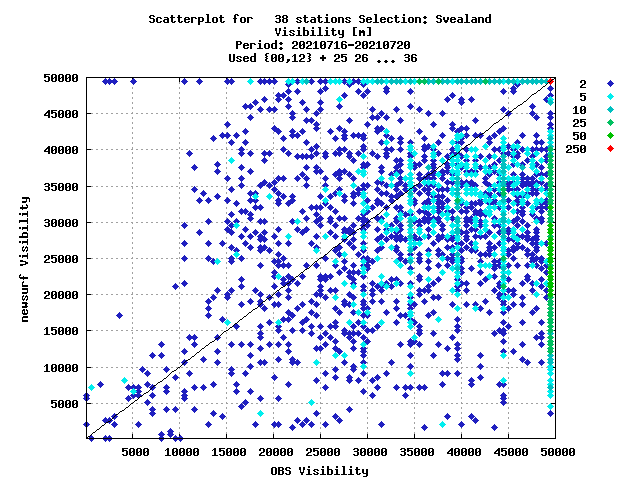 Scatterplot for   38 stations Selection: Svealand
Visibility [m]
Period: 20210716-20210720
Used {00,12} + 25 26 ... 36
50000
45000
40000
35000
30000
25000
20000
15000
10000
5000
newsurf Visibility
2
5
10
25
50
250
5000 10000 15000 20000 25000 30000 35000 40000 45000 50000
OBS Visibility